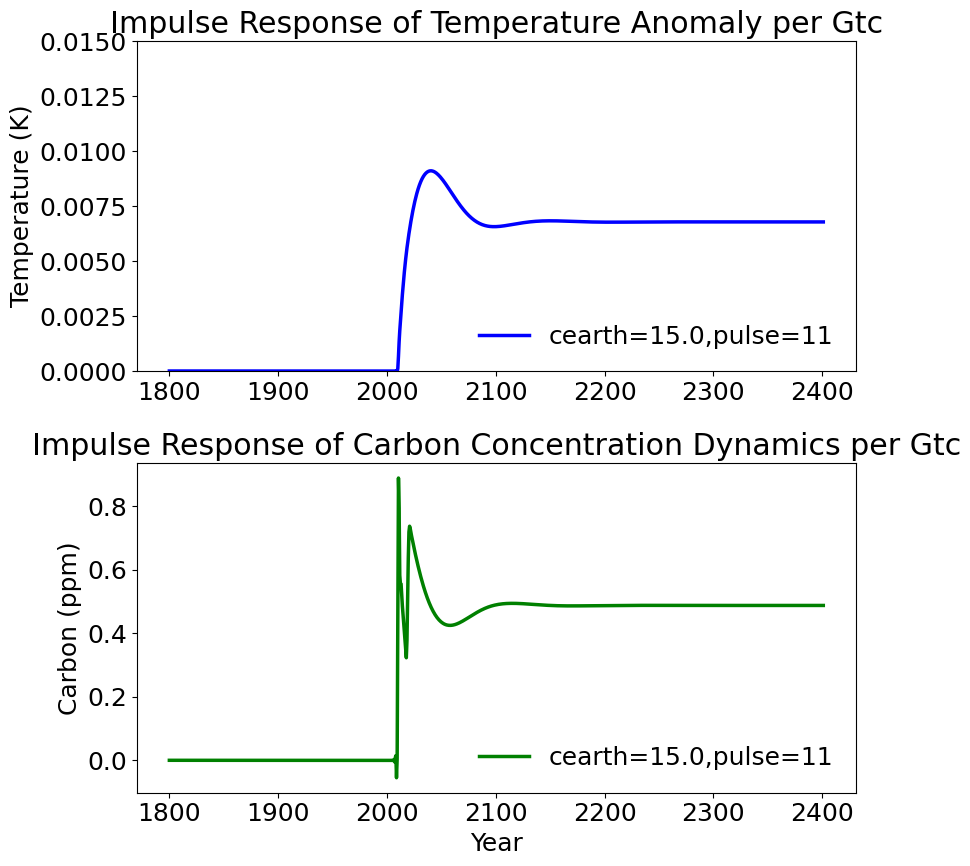 Impulse Response of Temperature Anomaly per Gtc
0.0150
0.0125
0.0100
0.0075
0.0050
0.0025
0.0000
Temperature (K)
cearth=15.0,pulse=11
1800 1900 2000 2100 2200 2300 2400
Impulse Response of Carbon Concentration Dynamics per Gtc
0.8
0.6
0.4
0.2
0.0
Carbon (ppm)
cearth=15.0,pulse=11
1800 1900 2000 2100 2200 2300 2400
Year